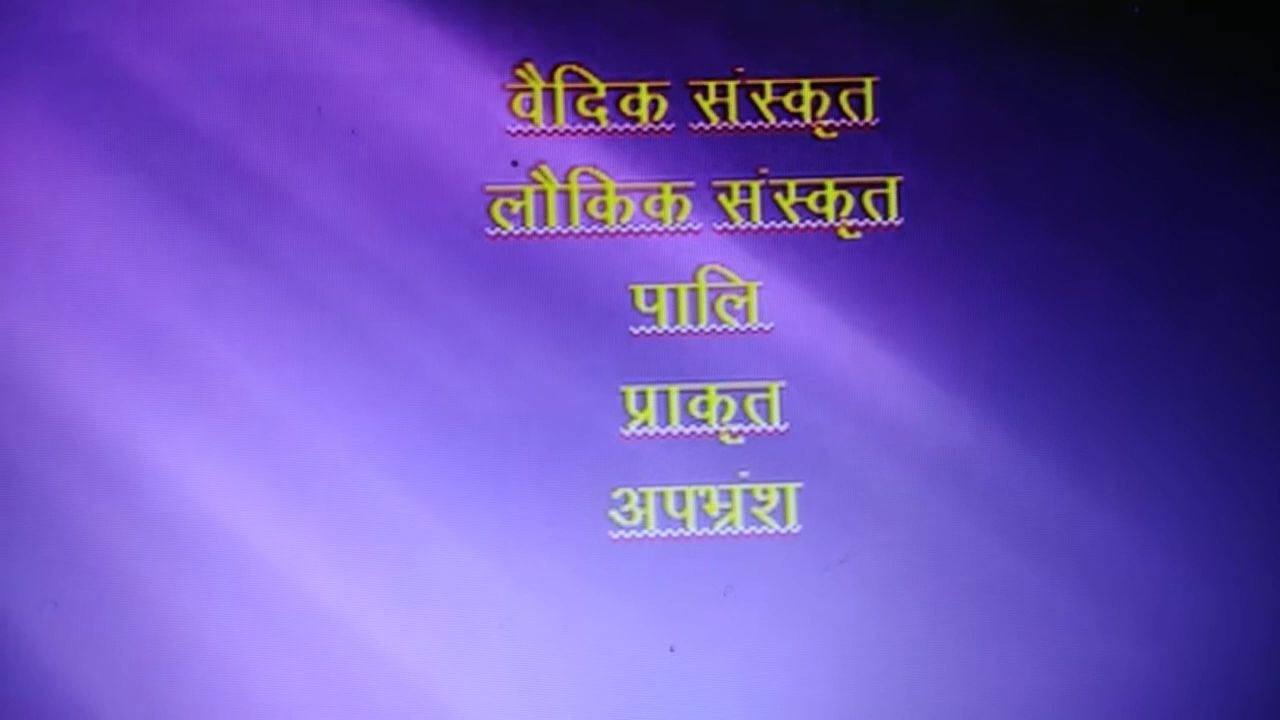 वैदिक संस्कृत
लौकिक संस्कृत
पालि
प्राकृत
अपभ्रंश